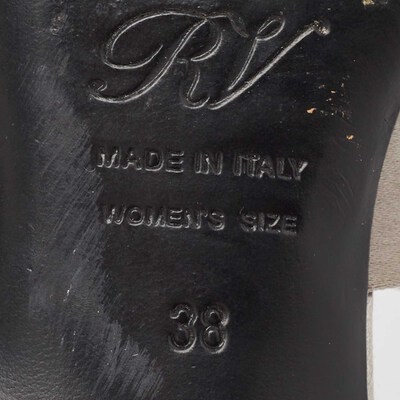 RV
MADE IN ITALY
WOMEN'S SIZE
38